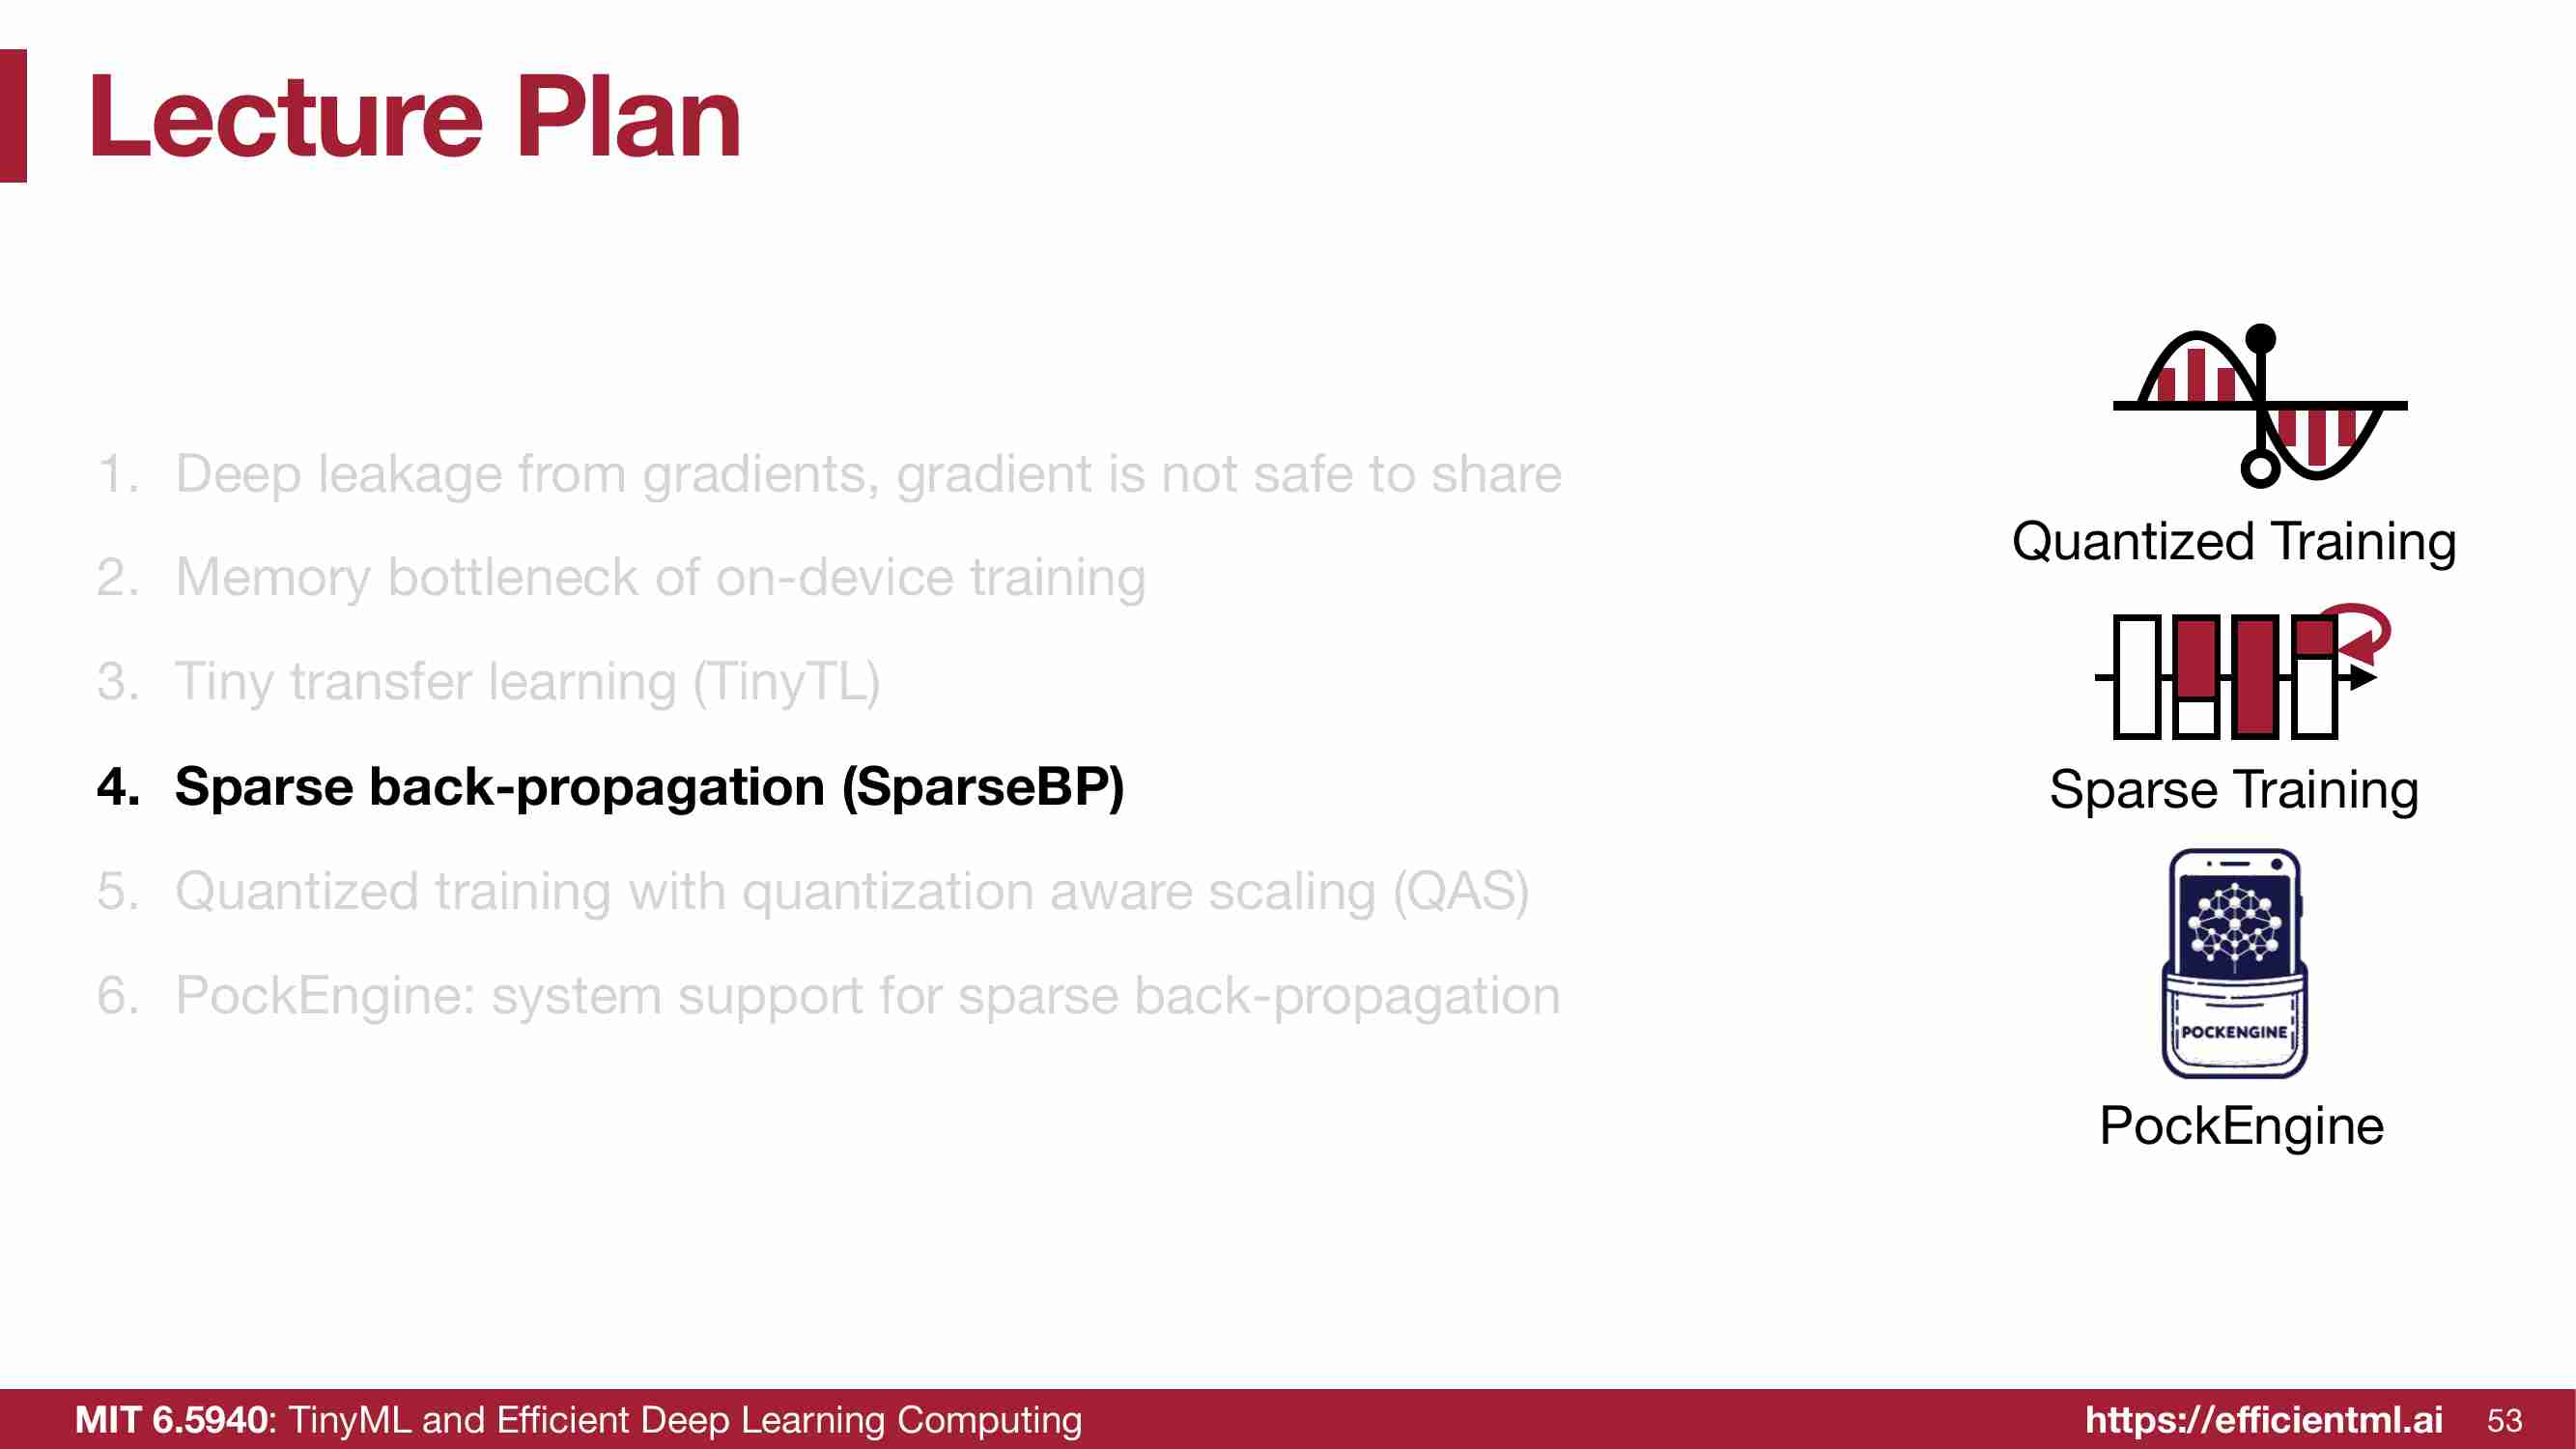 Lecture Plan
1. Deep leakage from gradients, gradient is not safe to share
2. Memory bottleneck of on-device training
3. Tiny transfer learning (TinyTL)
4. Sparse back-propagation (SparseBP)
5. Quantized training with quantization aware scaling (QAS)
6. PockEngine: system support for sparse back-propagation
Quantized Training
Sparse Training
POCKENGINE
PockEngine
MIT 6.5940: TinyML and Efficient Deep Learning Computing
https://efficientml.ai
53